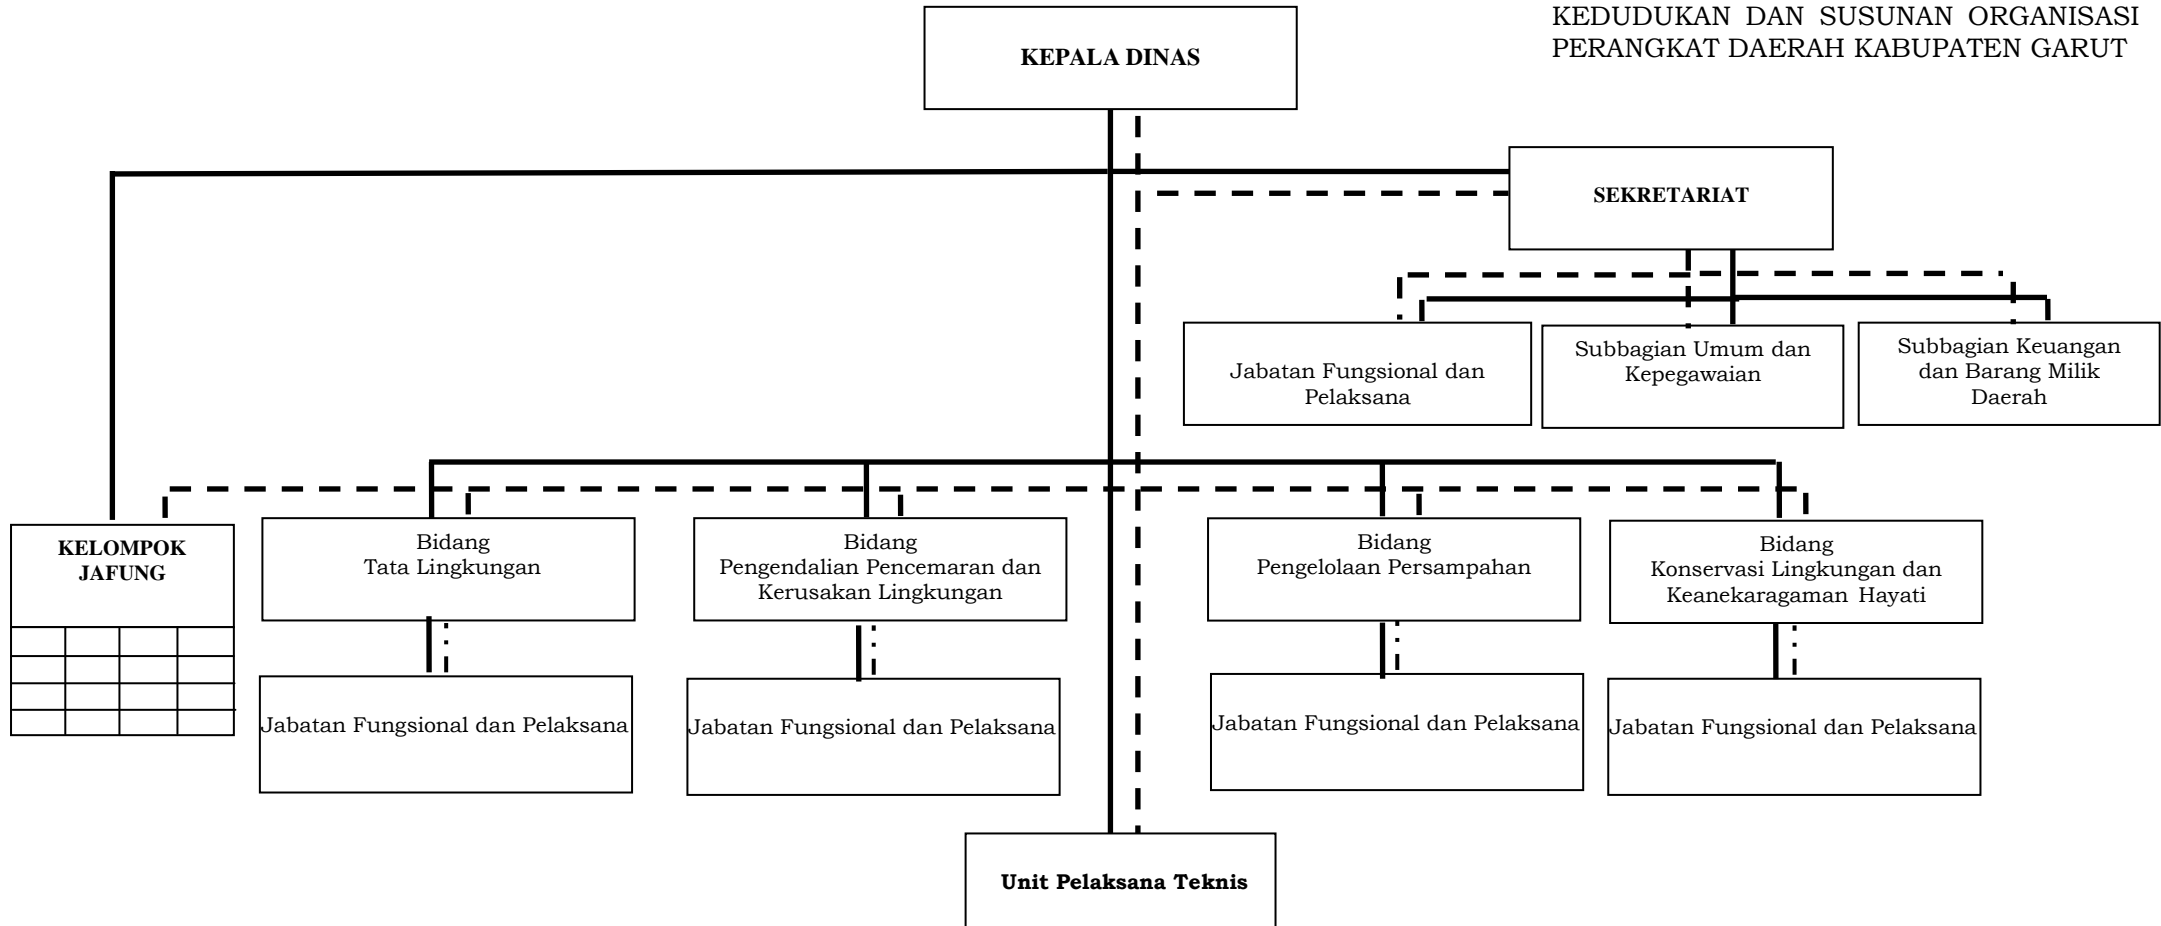 KEDUDUKAN DAN SUSUNAN ORGANISASI
PERANGKAT DAERAH KABUPATEN GARUT
KEPALA DINAS
SEKRETARIAT
Jabatan Fungsional dan
Pelaksana
Subbagian Umum dan
Kepegawaian
Subbagian Keuangan
dan Barang Milik
Daerah
KELOMPOK
JAFUNG
Bidang
Tata Lingkungan
Bidang
Pengendalian Pencemaran dan
Kerusakan Lingkungan
Bidang
Pengelolaan Persampahan
Bidang
Konservasi Lingkungan dan
Keanekaragaman Hayati
Jabatan Fungsional dan Pelaksana
Jabatan Fungsional dan Pelaksana
Jabatan Fungsional dan Pelaksana
Jabatan Fungsional dan Pelaksana
Unit Pelaksana Teknis